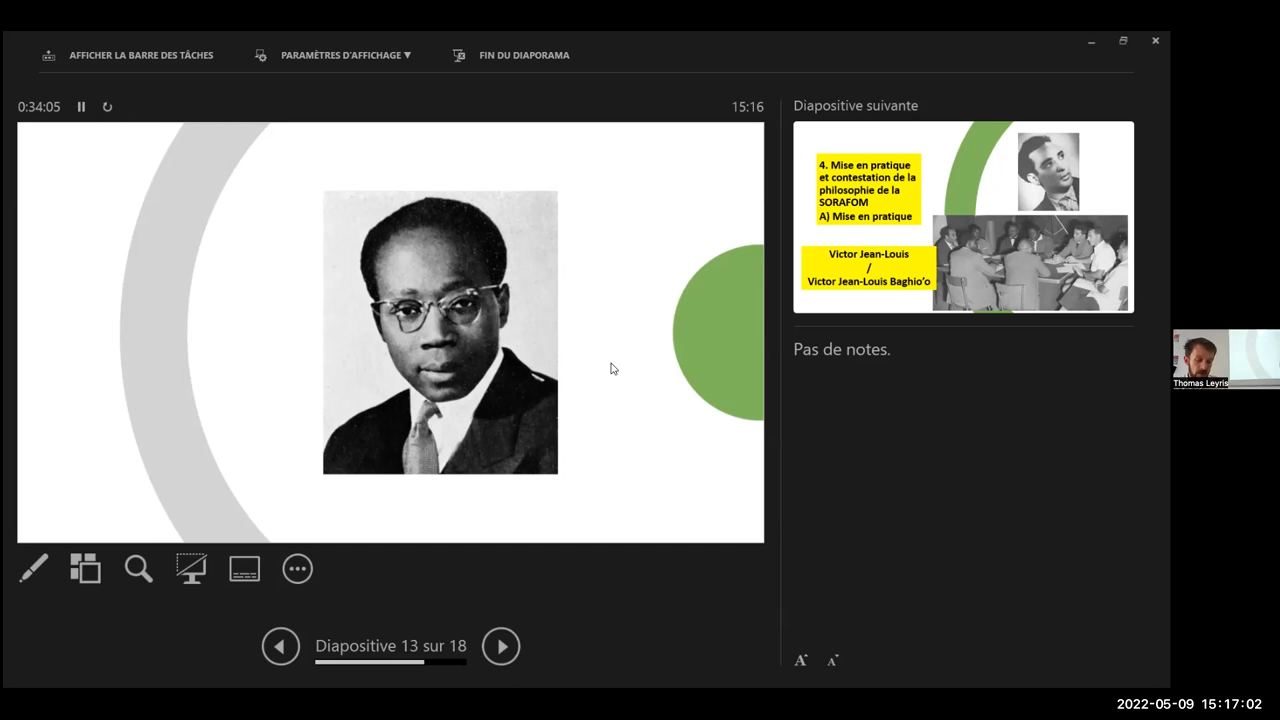 AFFICHER LA BARRE DES TÂCHES
PARAMÈTRES D'AFFICHAGE ▼
FIN DU DIAPORAMA
0:34:05
15:16
Diapositive suivante
4. Mise en pratique
et contestation de la
philosophie de la
SORAFOM
A) Mise en pratique
Victor Jean-Louis
/
Victor Jean-Louis Baghio'o
Pas de notes.
Thomas Leyris
Diapositive 13 sur 18
A A
2022-05-09 15:17:02